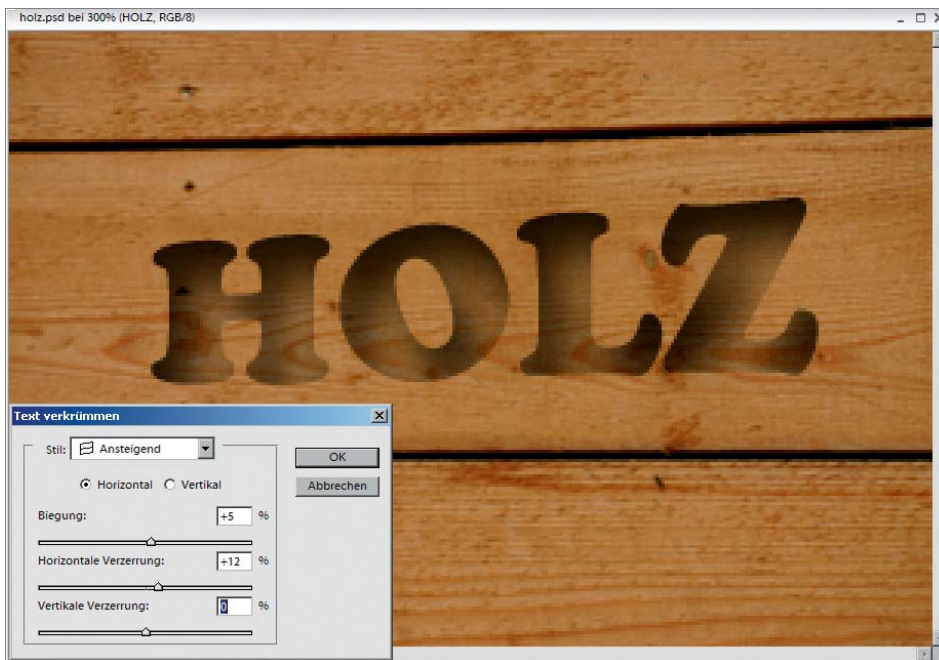 holz.psd bei 300% (HOLZ, RGB/8)
HOLZ
Text verkrümmen
Stil: Ansteigend
Horizontal Vertikal
Biegung: +5 %
Horizontale Verzerrung: +12 %
Vertikale Verzerrung: 0 %
OK
Abbrechen